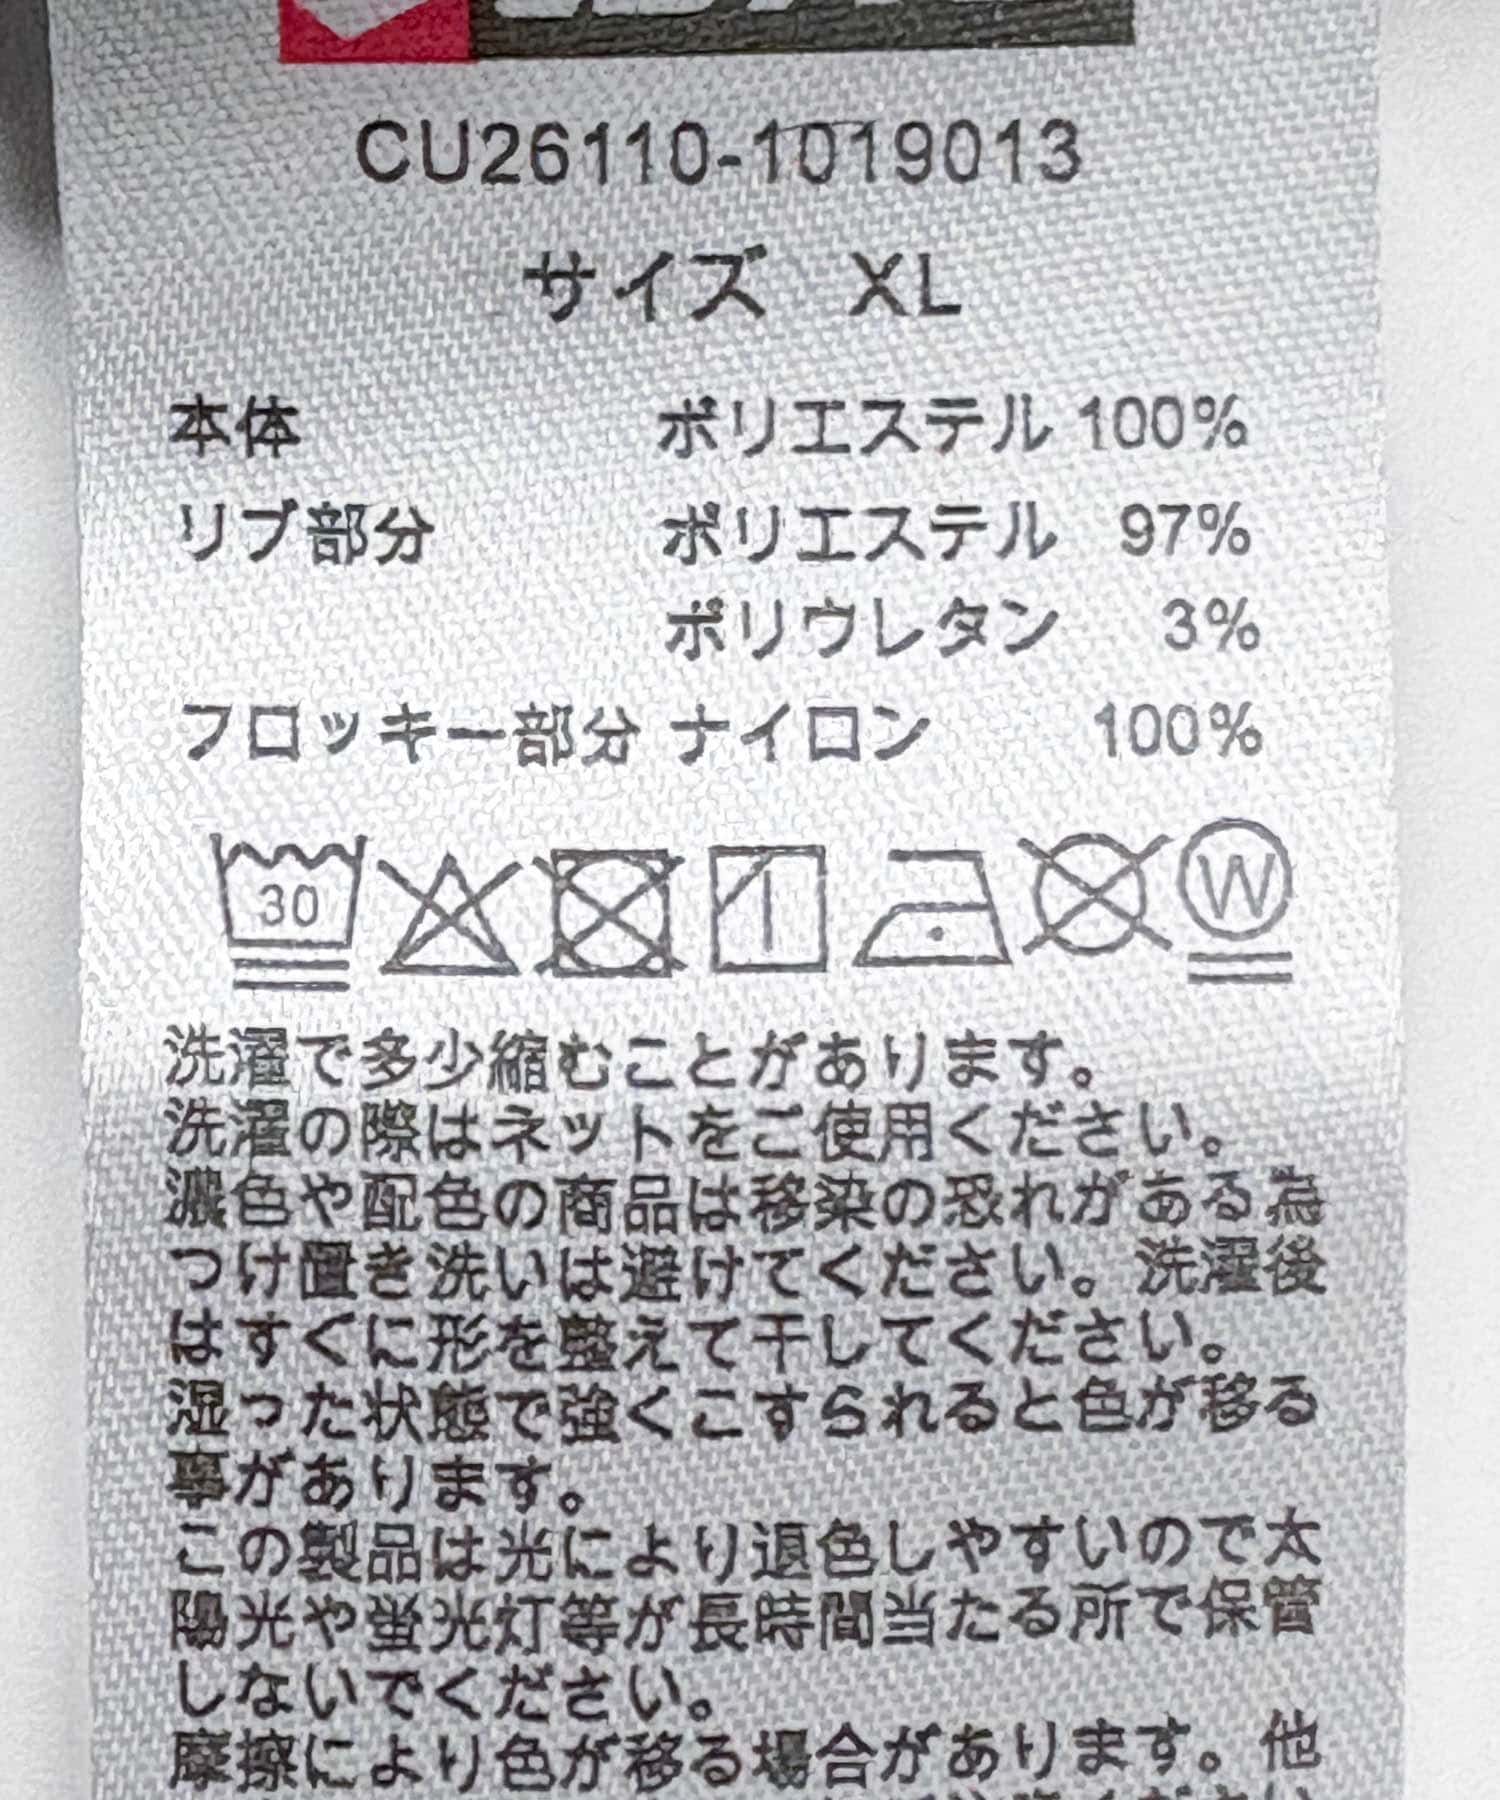 CU26110-1019013
サイズ XL
本体 ポリエステル 100%
リブ部分 ポリエステル 97%
ポリウレタン 3%
フロッキー部分 ナイロン 100%
30 W
洗濯で多少縮むことがあります。
洗濯の際はネットをご使用ください。
濃色や配色の商品は移染の恐れがある為
つけ置き洗いは避けてください。洗濯後
はすぐに形を整えて干してください。
湿った状態で強くこすられると色が移る
事があります。
この製品は光により退色しやすいので太
陽光や蛍光灯等が長時間当たる所で保管
しないでください。
摩擦により色が移る場合があります。他